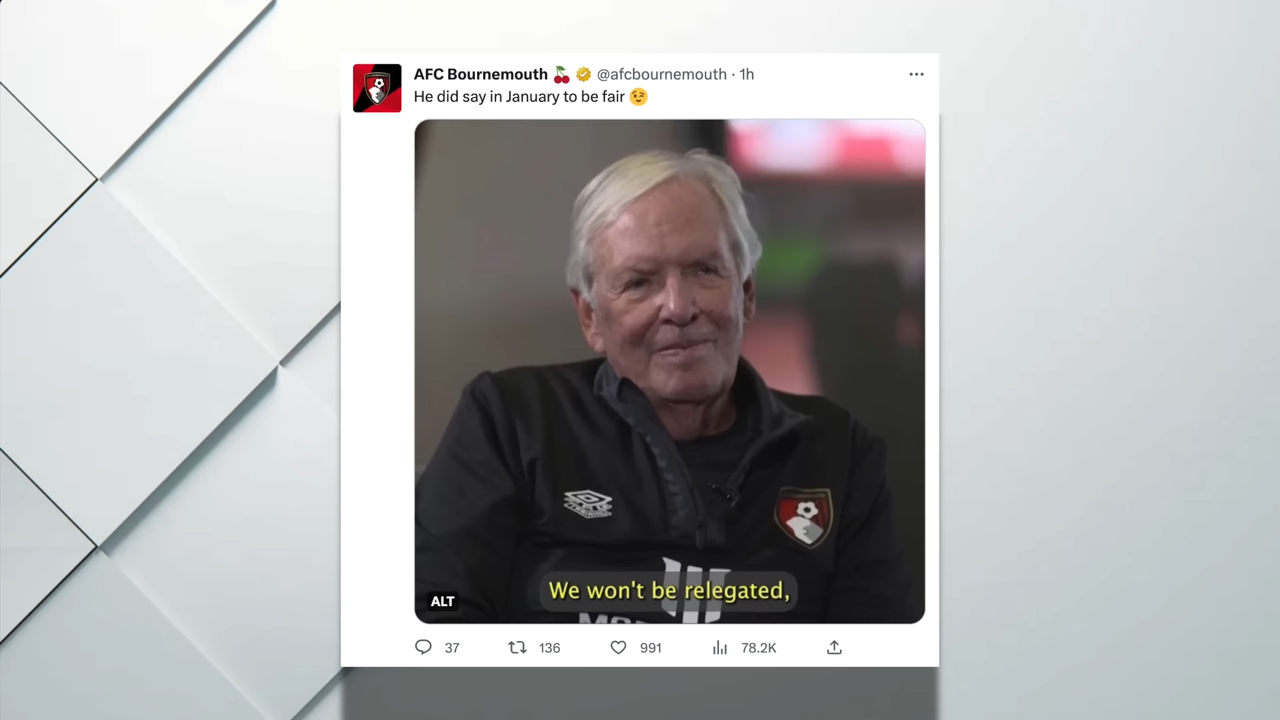 AFC Bournemouth 🍒 @afcbournemouth · 1h
He did say in January to be fair 😉
We won't be relegated,
ALT
37 136 991 78.2K